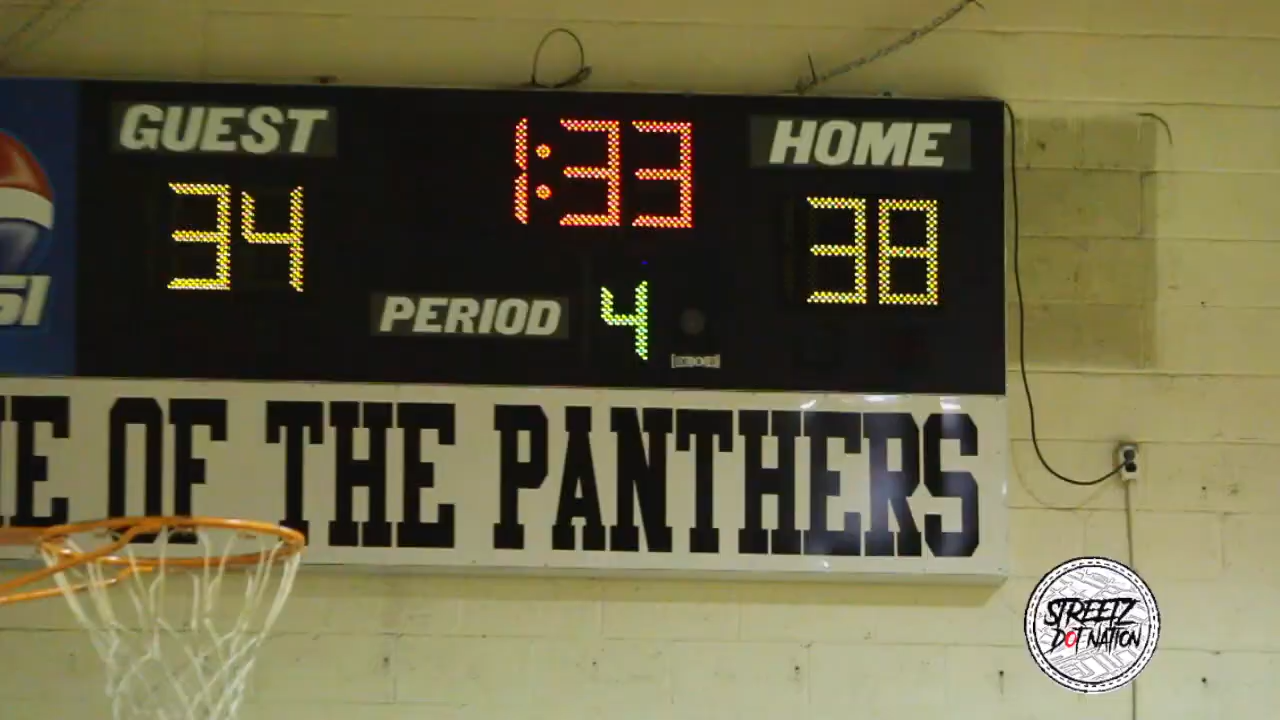 GUEST
1:33
HOME
34
38
PERIOD
4
OF THE PANTHERS
STREETZ
DOT NATION